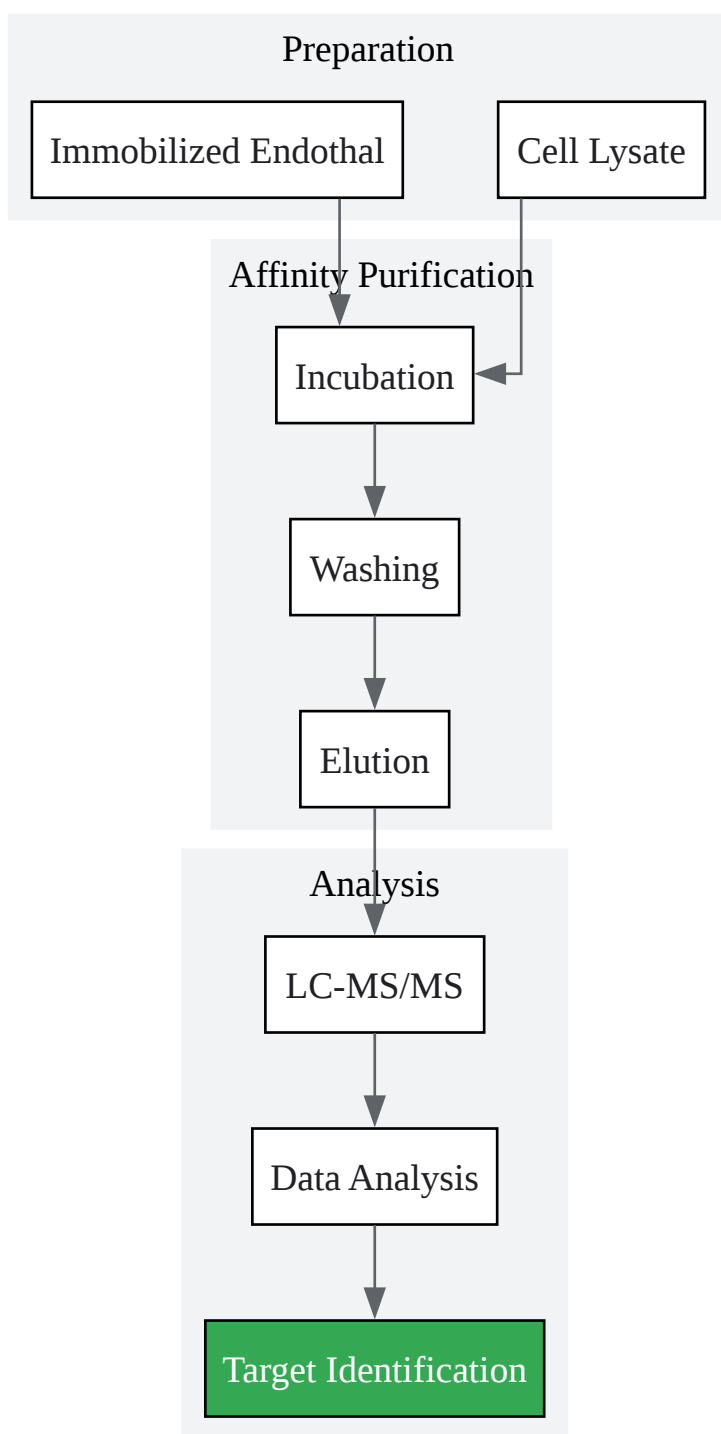 Preparation
Immobilized Endothal
Cell Lysate
Affinity Purification
Incubation
Washing
Elution
Analysis
LC-MS/MS
Data Analysis
Target Identification